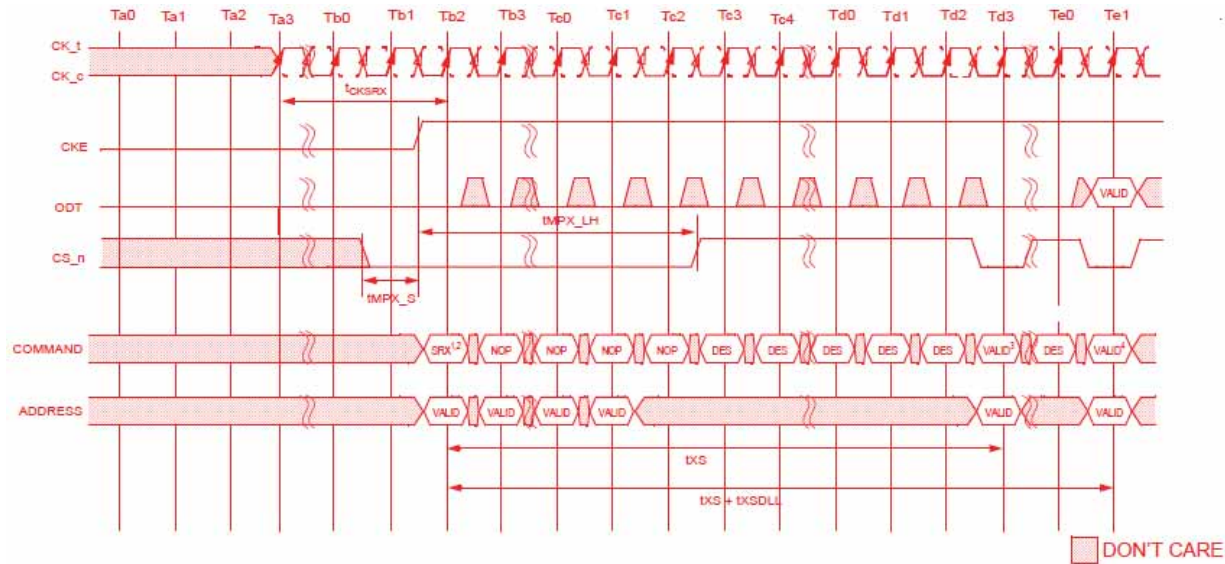 Ta0 Ta1 Ta2 Ta3 Tb0 Tb1 Tb2 Tb3 Tc0 Tc1 Tc2 Tc3 Tc4 Td0 Td1 Td2 Td3 Te0 Te1
CK_t
CK_c
tCKSRX
CKE
VALID
ODT
tMPX_LH
CS_n
tMPX_S
COMMAND SRX1,2 NOP NOP NOP NOP DES DES DES DES DES VALID3 DES VALID4
ADDRESS VALID VALID VALID VALID VALID VALID
tXS
tXS + tXSDLL
DON'T CARE